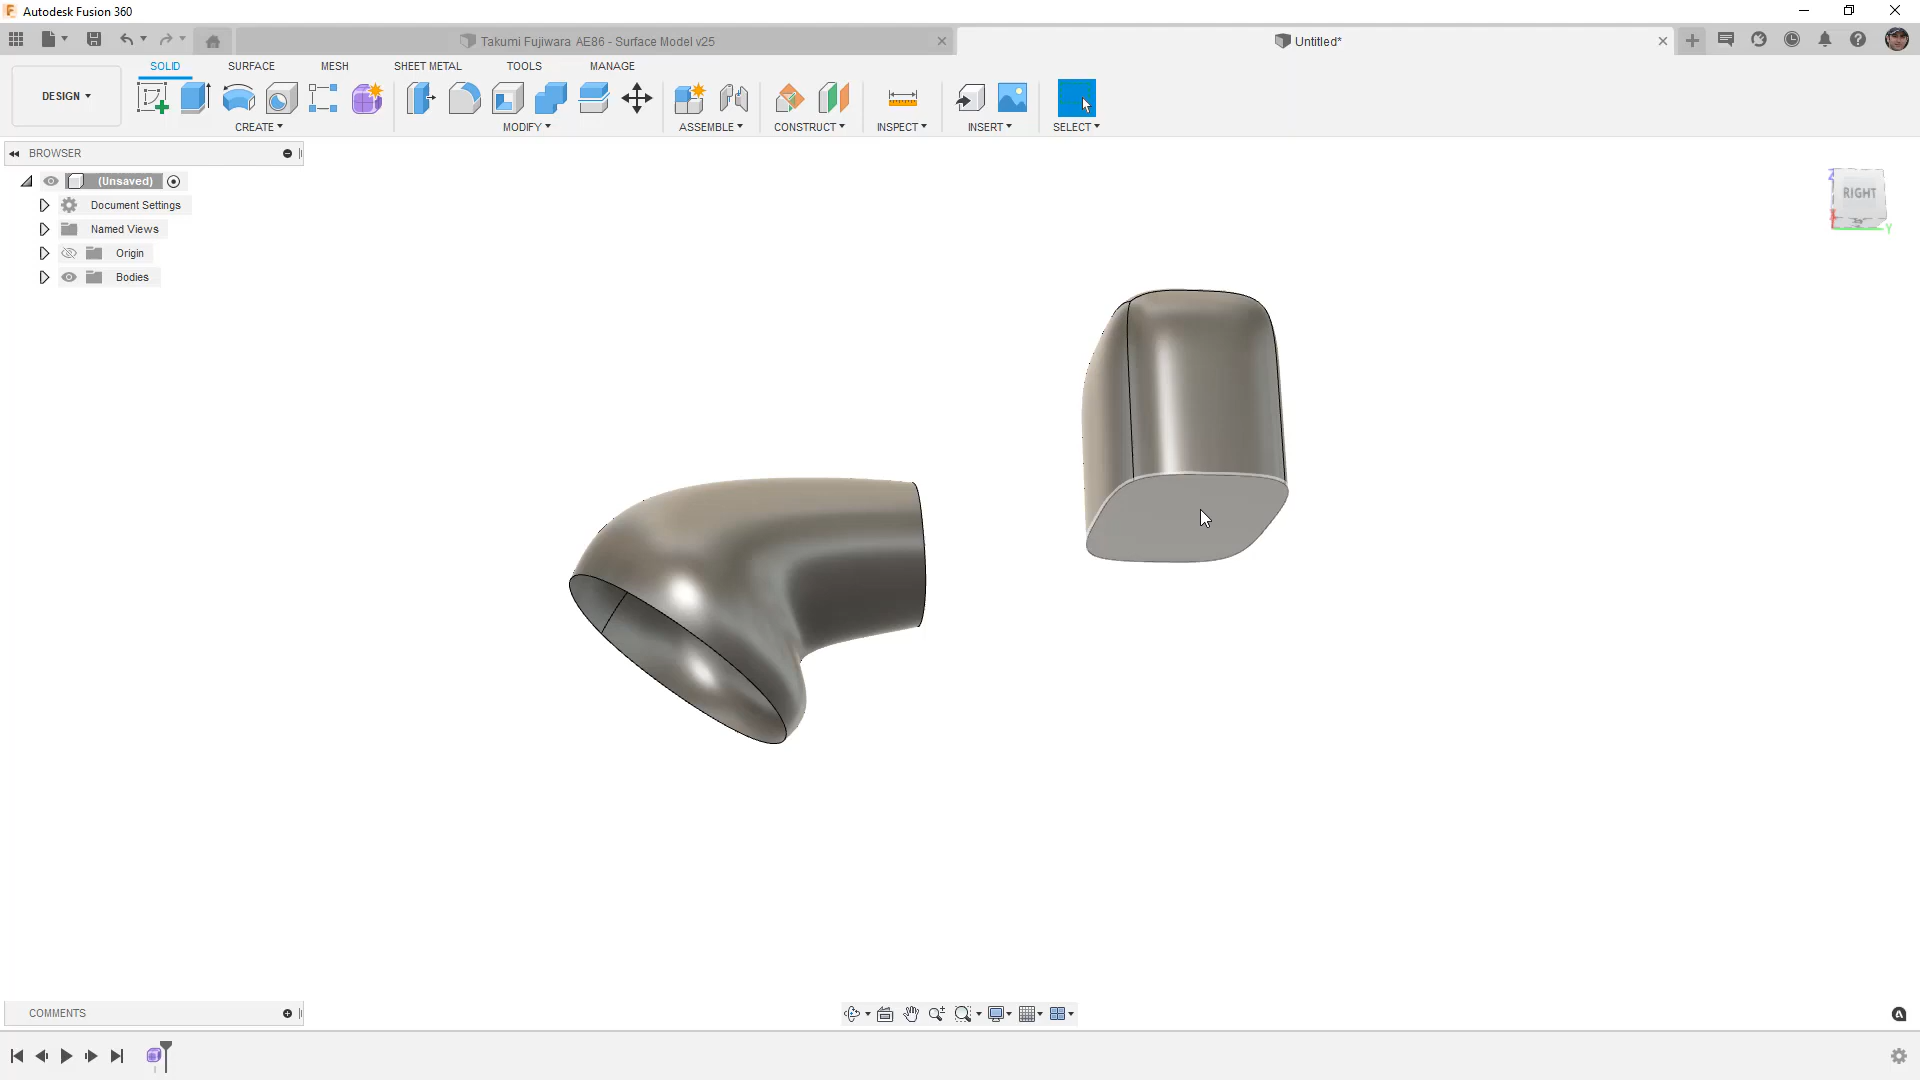 Autodesk Fusion 360
Takumi Fujiwara AE86 - Surface Model v25
Untitled*
DESIGN
SOLID
SURFACE
MESH
SHEET METAL
TOOLS
MANAGE
CREATE
MODIFY
ASSEMBLE
CONSTRUCT
INSPECT
INSERT
SELECT
BROWSER
(Unsaved)
Document Settings
Named Views
Origin
Bodies
RIGHT
Z
Y
COMMENTS